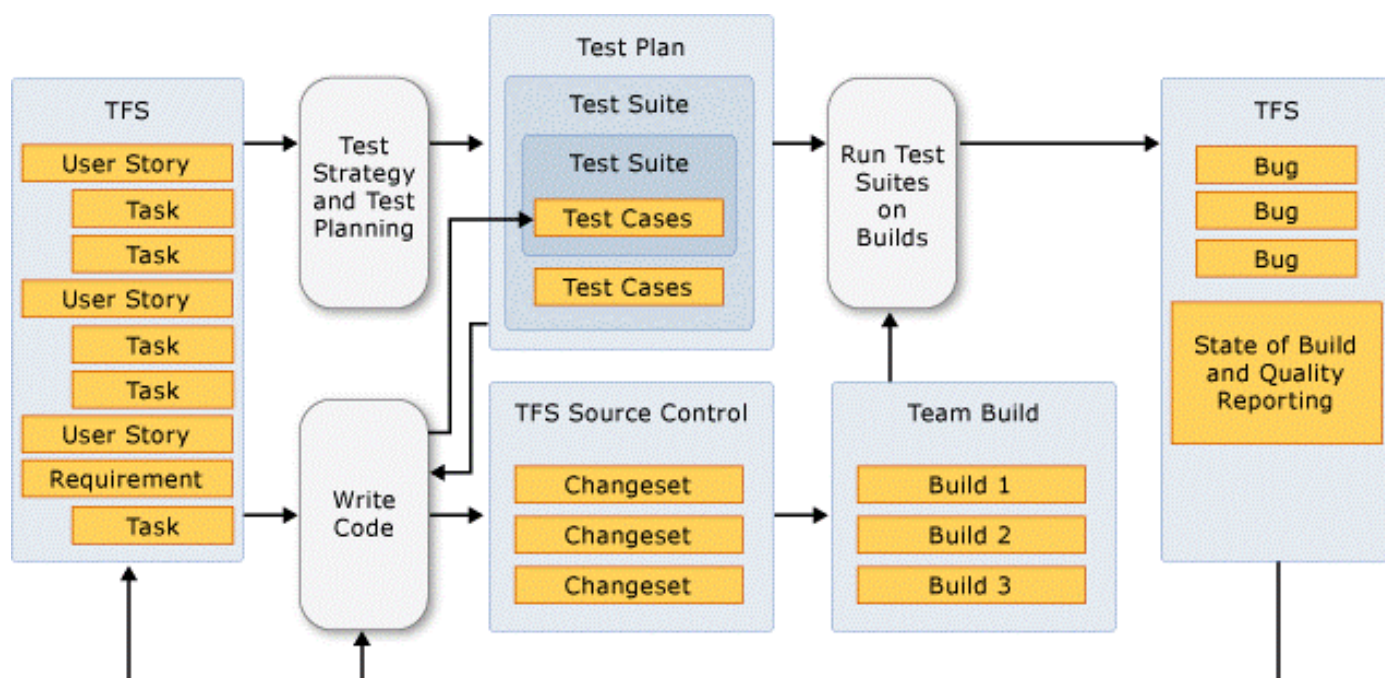 TFS
User Story
Task
Task
User Story
Task
Task
User Story
Requirement
Task
Test
Strategy
and Test
Planning
Write
Code
Test Plan
Test Suite
Test Suite
Test Cases
Test Cases
TFS Source Control
Changeset
Changeset
Changeset
Run Test
Suites
on
Builds
Team Build
Build 1
Build 2
Build 3
TFS
Bug
Bug
Bug
State of Build
and Quality
Reporting